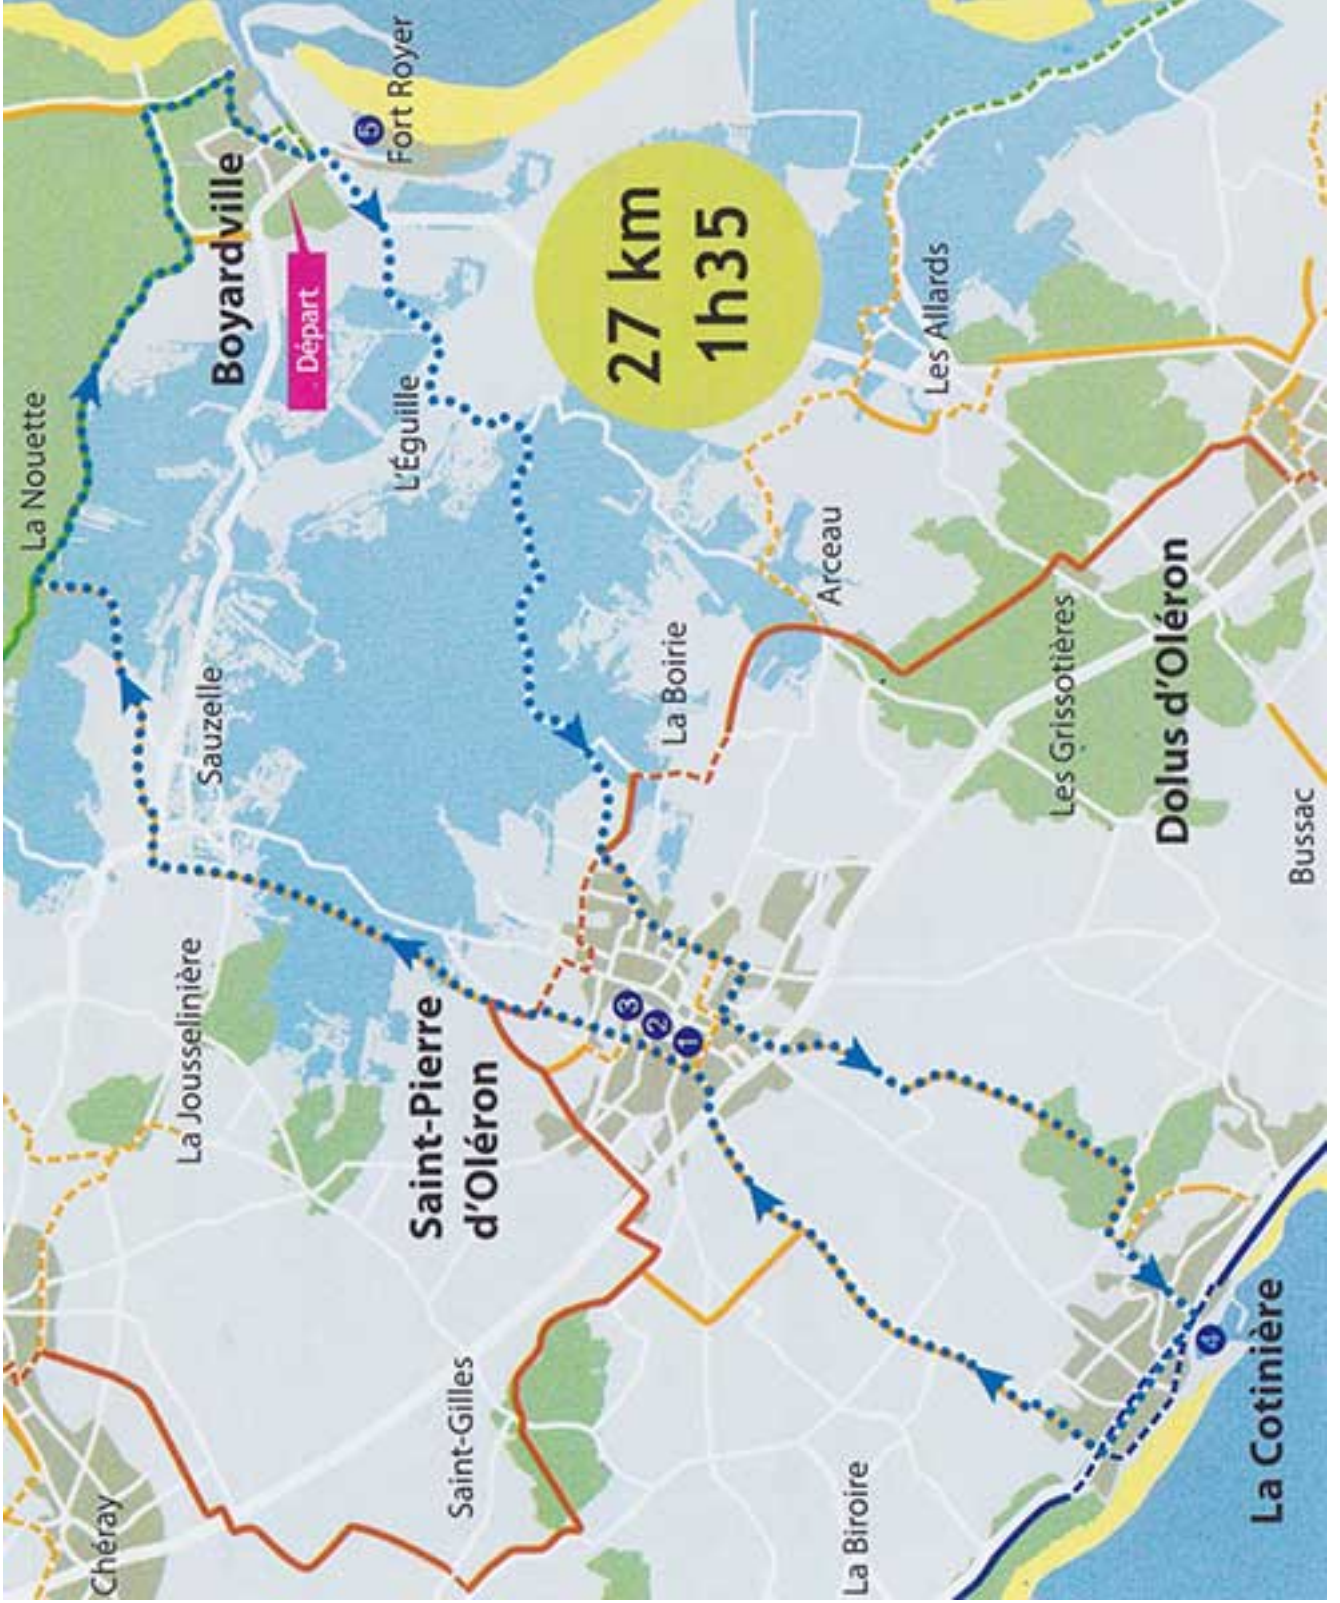 La Nouette
Chéray
La Jousselinière
Sauzelle
Boyardville
Départ
5
Fort Royer
L'Éguille
Saint-Pierre
d'Oléron
Saint-Gilles
27 km
1h35
3
2
1
La Boirie
Arceau
La Biroire
Les Allards
Les Grissotières
Dolus d'Oléron
4
La Cotinière
Bussac